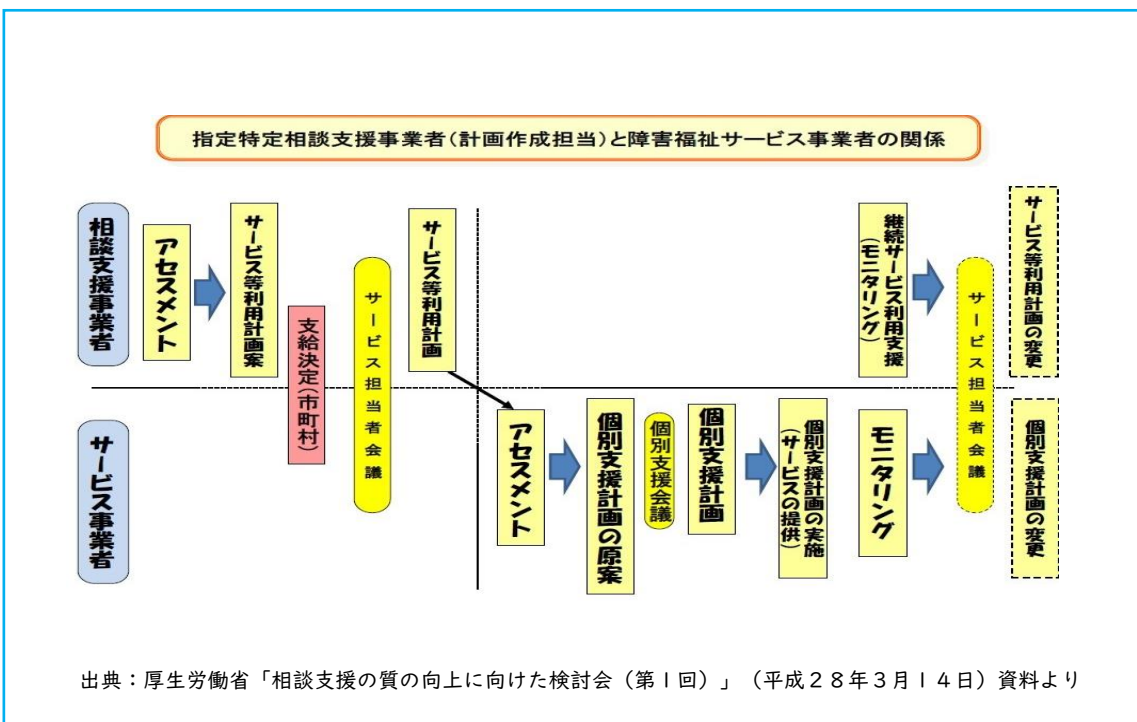 指定特定相談支援事業者(計画作成担当)と障害福祉サービス事業者の関係
相談支援事業者
アセスメント
サービス等利用計画案
支給決定(市町村)
サービス担当者会議
サービス等利用計画
継続サービス利用支援
(モニタリング)
サービス担当者会議
サービス等利用計画の変更
サービス事業者
アセスメント
個別支援計画の原案
個別支援会議
個別支援計画
個別支援計画の実施
(サービスの提供)
モニタリング
個別支援計画の変更
出典:厚生労働省「相談支援の質の向上に向けた検討会(第1回)」(平成28年3月14日)資料より